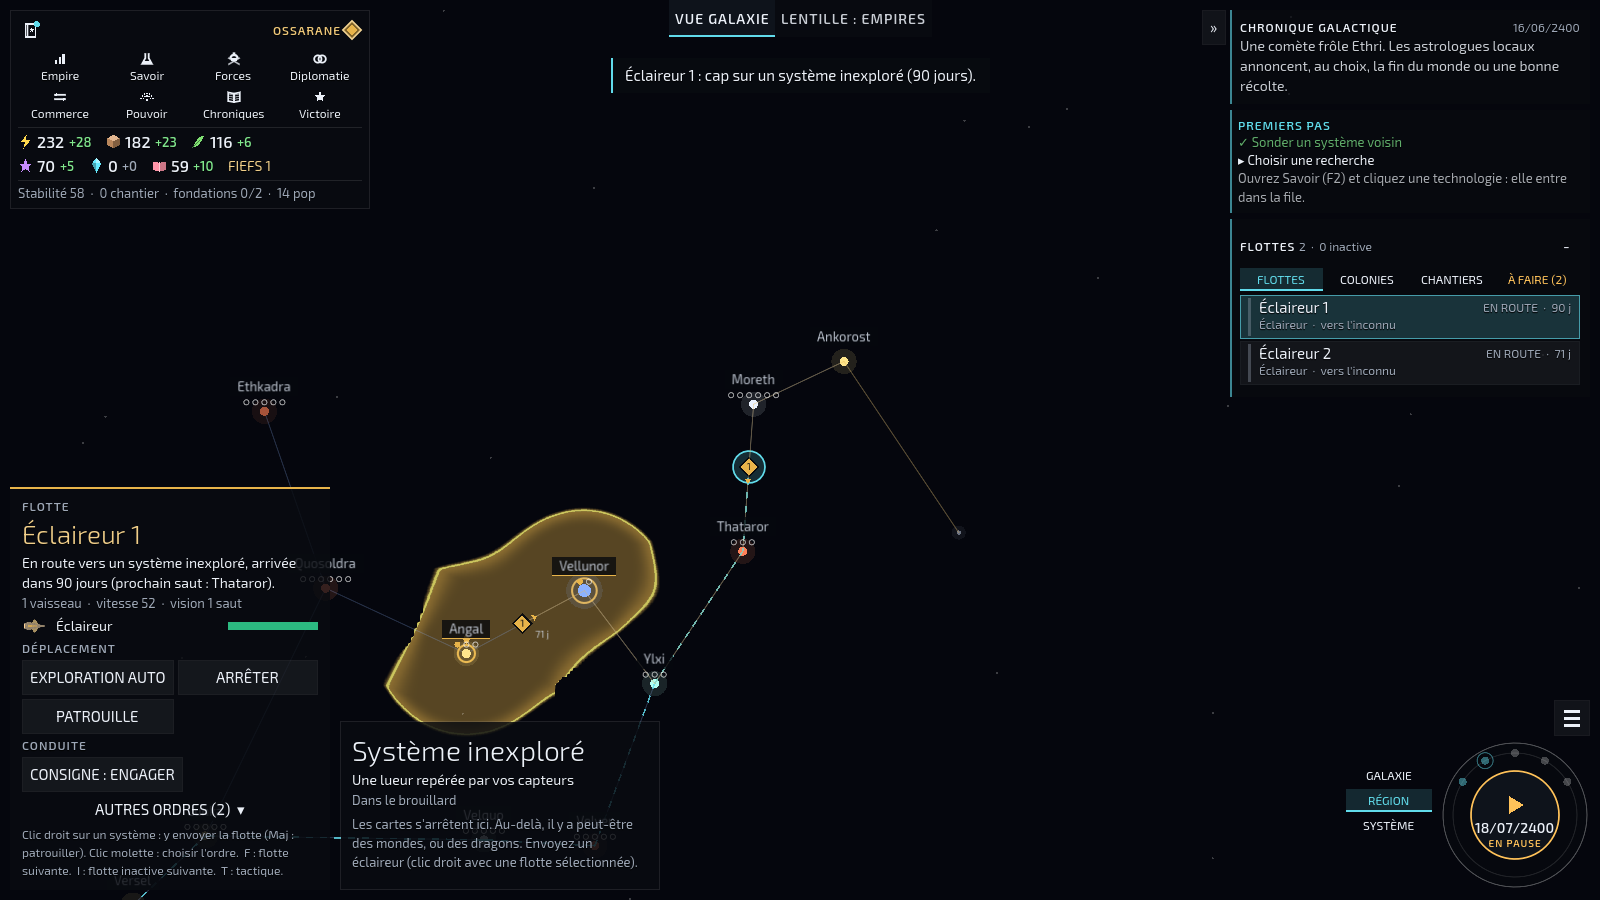 OSSARANE
Empire
Savoir
Forces
Diplomatie
Commerce
Pouvoir
Chroniques
Victoire
232 +28
182 +23
116 +6
70 +5
0 +0
59 +10
FIEFS 1
Stabilité 58 · 0 chantier · fondations 0/2 · 14 pop
VUE GALAXIE
LENTILLE : EMPIRES
Éclaireur 1 : cap sur un système inexploré (90 jours).
»
CHRONIQUE GALACTIQUE
16/06/2400
Une comète frôle Ethri. Les astrologues locaux
annoncent, au choix, la fin du monde ou une bonne
récolte.
PREMIERS PAS
✓ Sonder un système voisin
▸ Choisir une recherche
Ouvrez Savoir (F2) et cliquez une technologie : elle entre
dans la file.
FLOTTES 2 · 0 inactive
–
FLOTTES
COLONIES
CHANTIERS
À FAIRE (2)
Éclaireur 1
EN ROUTE · 90 j
Éclaireur · vers l'inconnu
Éclaireur 2
EN ROUTE · 71 j
Éclaireur · vers l'inconnu
Ankorost
Moreth
Ethkadra
1
Thataror
Vellunor
Angal
1
71 j
Ylxi
FLOTTE
Éclaireur 1
En route vers un système inexploré, arrivée
dans 90 jours (prochain saut : Thataror).
1 vaisseau · vitesse 52 · vision 1 saut
Éclaireur
DÉPLACEMENT
EXPLORATION AUTO
ARRÊTER
PATROUILLE
CONDUITE
CONSIGNE : ENGAGER
AUTRES ORDRES (2) ▾
Clic droit sur un système : y envoyer la flotte (Maj :
patrouiller). Clic molette : choisir l'ordre. F : flotte
suivante. I : flotte inactive suivante. T : tactique.
Quosoldra
Versel
Système inexploré
Une lueur repérée par vos capteurs
Dans le brouillard
Les cartes s'arrêtent ici. Au-delà, il y a peut-être
des mondes, ou des dragons. Envoyez un
éclaireur (clic droit avec une flotte sélectionnée).
GALAXIE
RÉGION
SYSTÈME
18/07/2400
EN PAUSE